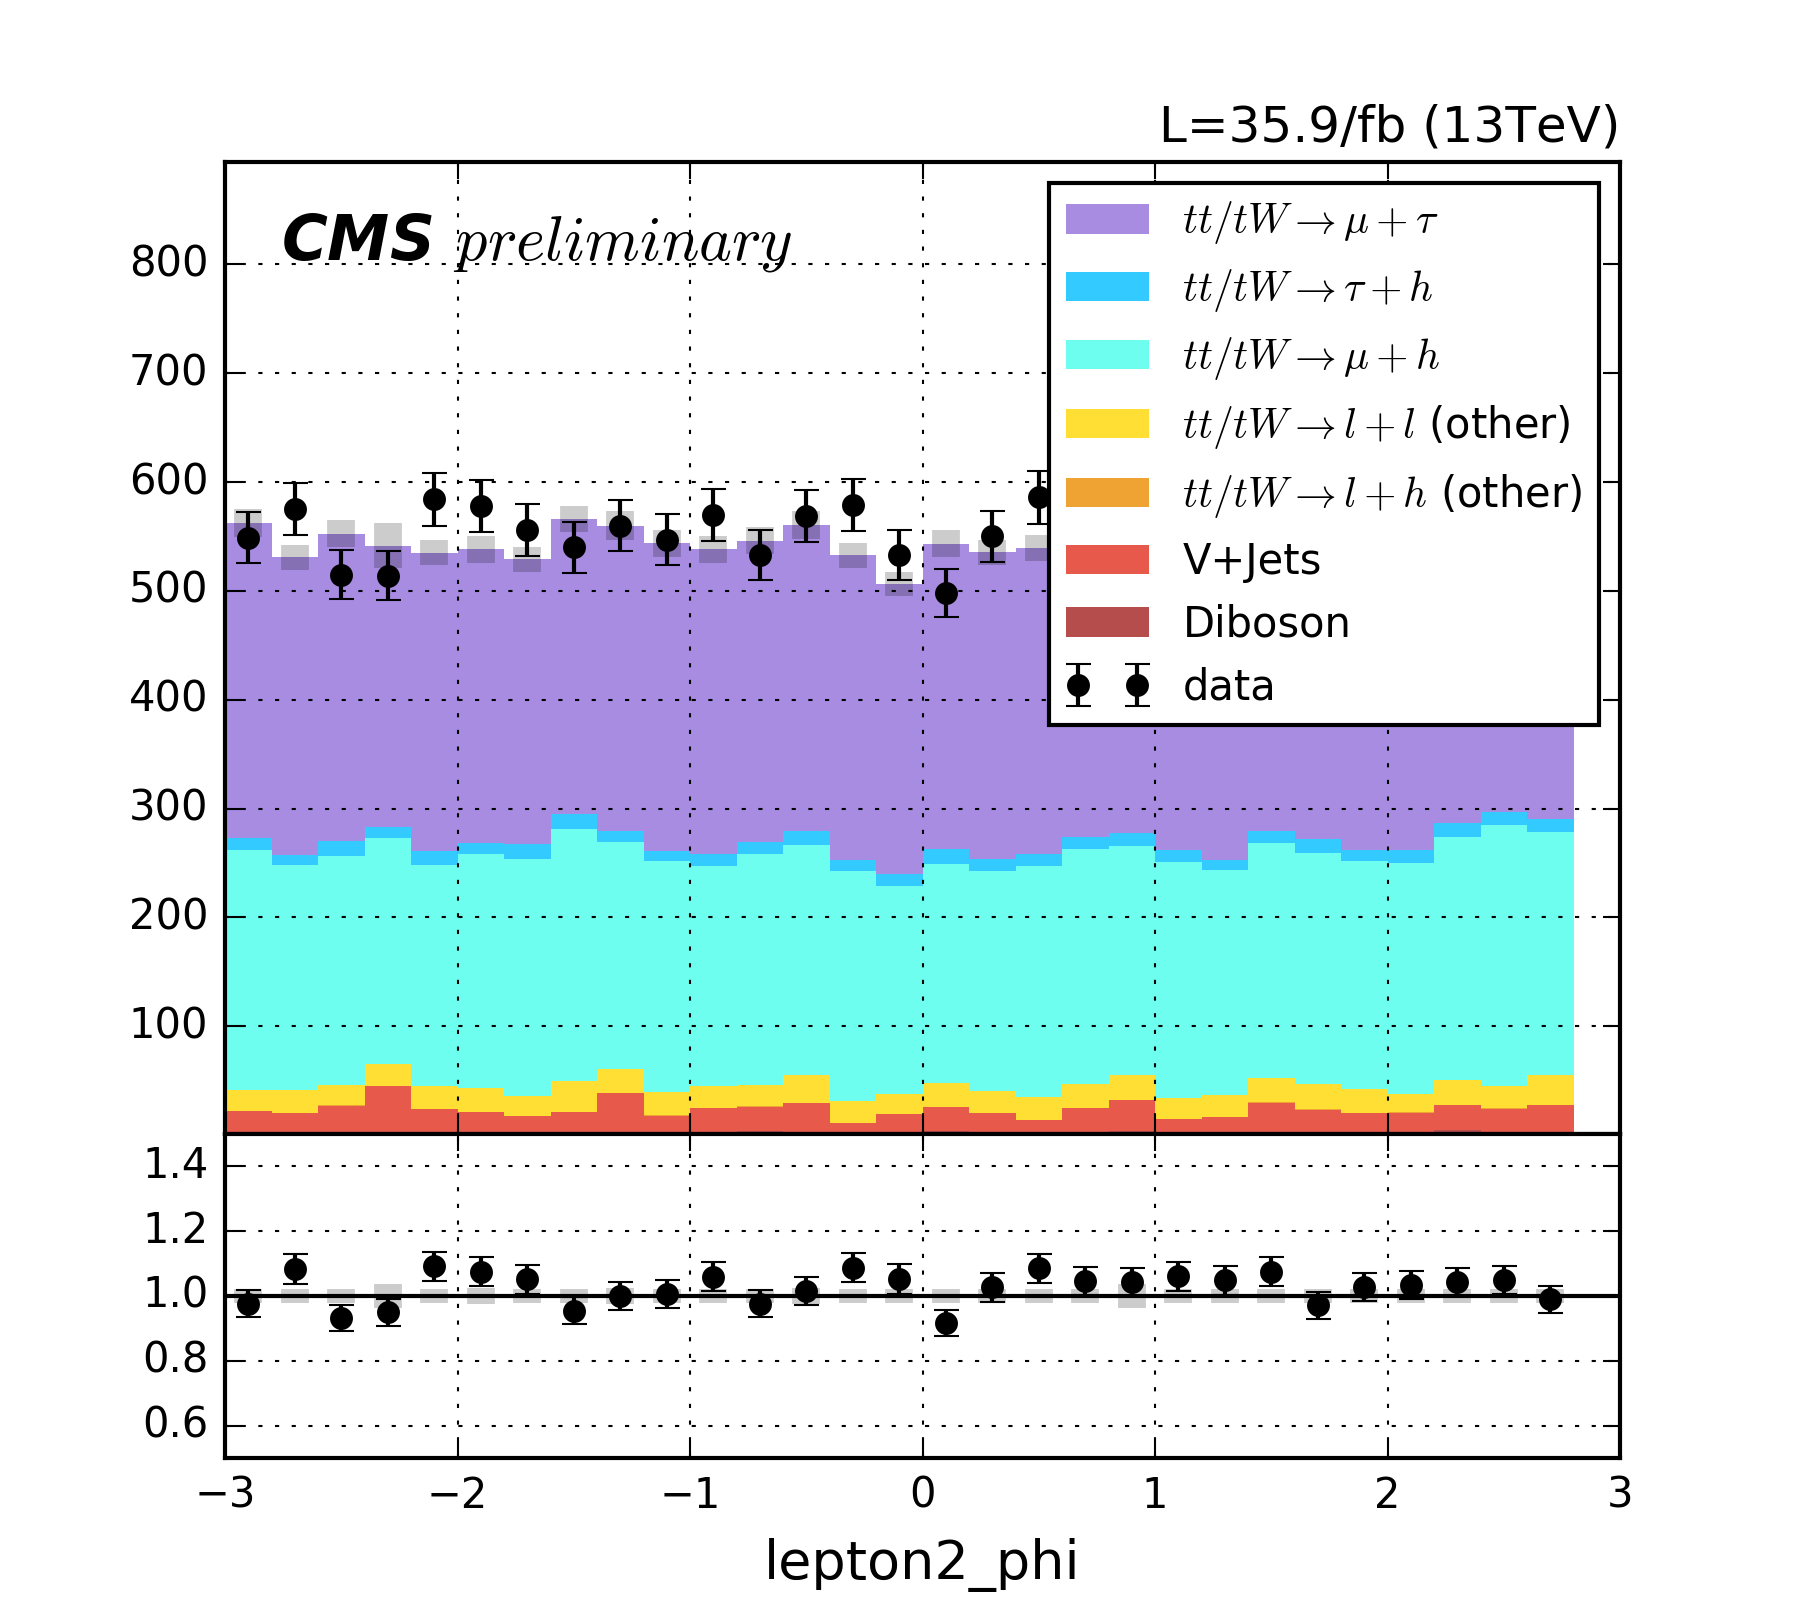 L=35.9/fb (13TeV)
CMS preliminary
tt/tW → μ + τ
tt/tW → τ + h
tt/tW → μ + h
tt/tW → l + l (other)
tt/tW → l + h (other)
V+Jets
Diboson
data
800
700
600
500
400
300
200
100
1.4
1.2
1.0
0.8
0.6
−3 −2 −1 0 1 2 3
lepton2_phi